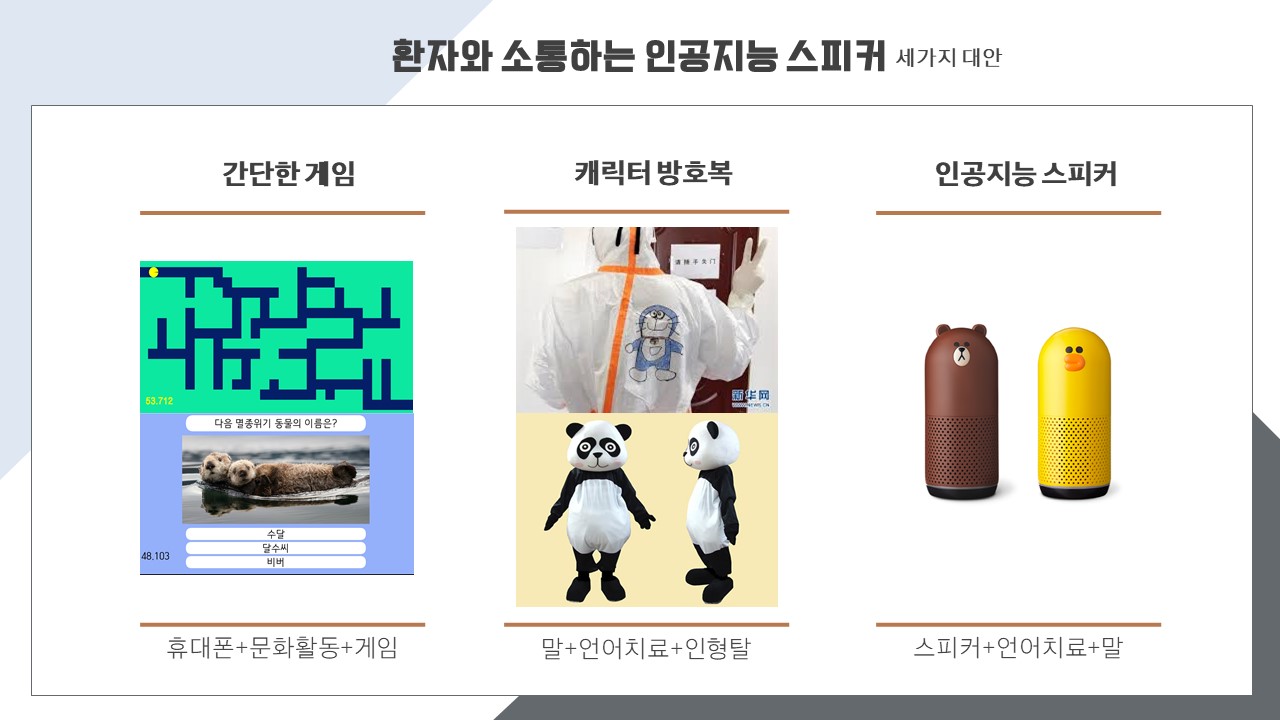 환자와 소통하는 인공지능 스피커 세가지 대안
간단한 게임
53.712
다음 멸종위기 동물의 이름은?
수달
달수씨
비버
48.103
휴대폰+문화활동+게임
캐릭터 방호복
请随手关门
新华网
WWW.NEWS.CN
말+언어치료+인형탈
인공지능 스피커
스피커+언어치료+말